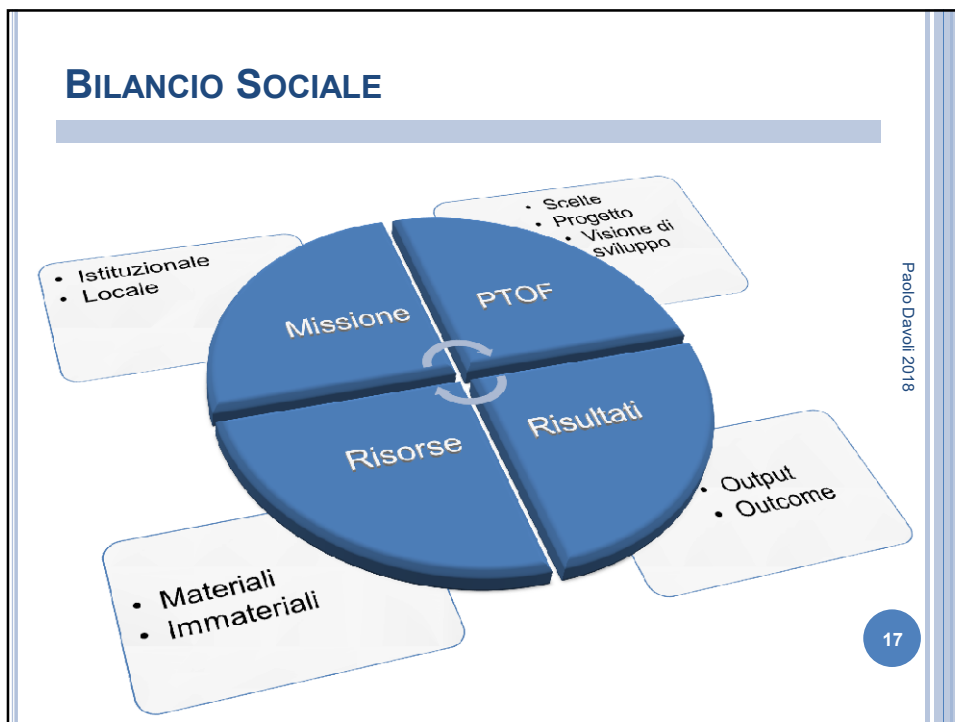 BILANCIO SOCIALE
• Istituzionale
• Locale
Missione
• Scelte
• Progetto
• Visione di
sviluppo
PTOF
Risorse
• Materiali
• Immateriali
Risultati
• Output
• Outcome
Paolo Davoli 2018
17